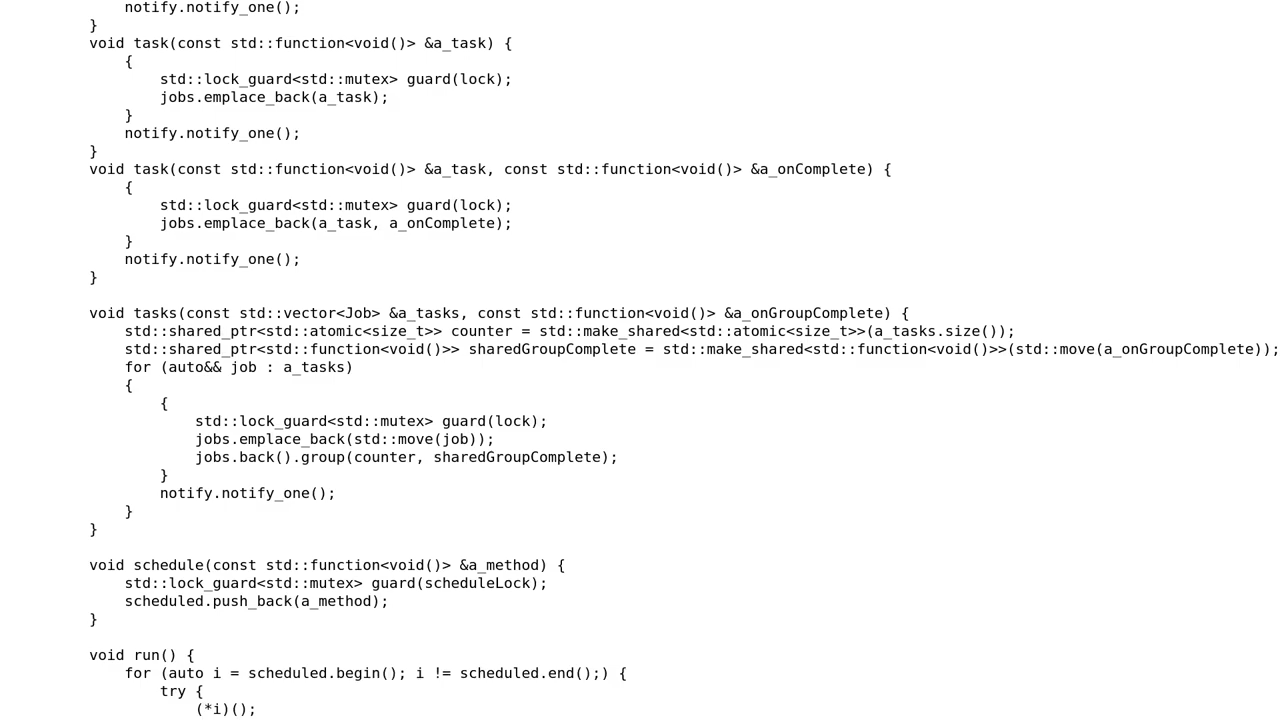 notify.notify_one();
}
void task(const std::function<void()> &a_task) {
{
std::lock_guard<std::mutex> guard(lock);
jobs.emplace_back(a_task);
}
notify.notify_one();
}
void task(const std::function<void()> &a_task, const std::function<void()> &a_onComplete) {
{
std::lock_guard<std::mutex> guard(lock);
jobs.emplace_back(a_task, a_onComplete);
}
notify.notify_one();
}
void tasks(const std::vector<Job> &a_tasks, const std::function<void()> &a_onGroupComplete) {
std::shared_ptr<std::atomic<size_t>> counter = std::make_shared<std::atomic<size_t>>(a_tasks.size());
std::shared_ptr<std::function<void()>> sharedGroupComplete = std::make_shared<std::function<void()>>(std::move(a_onGroupComplete));
for (auto&& job : a_tasks)
{
{
std::lock_guard<std::mutex> guard(lock);
jobs.emplace_back(std::move(job));
jobs.back().group(counter, sharedGroupComplete);
}
notify.notify_one();
}
}
void schedule(const std::function<void()> &a_method) {
std::lock_guard<std::mutex> guard(scheduleLock);
scheduled.push_back(a_method);
}
void run() {
for (auto i = scheduled.begin(); i != scheduled.end();) {
try {
(*i)();